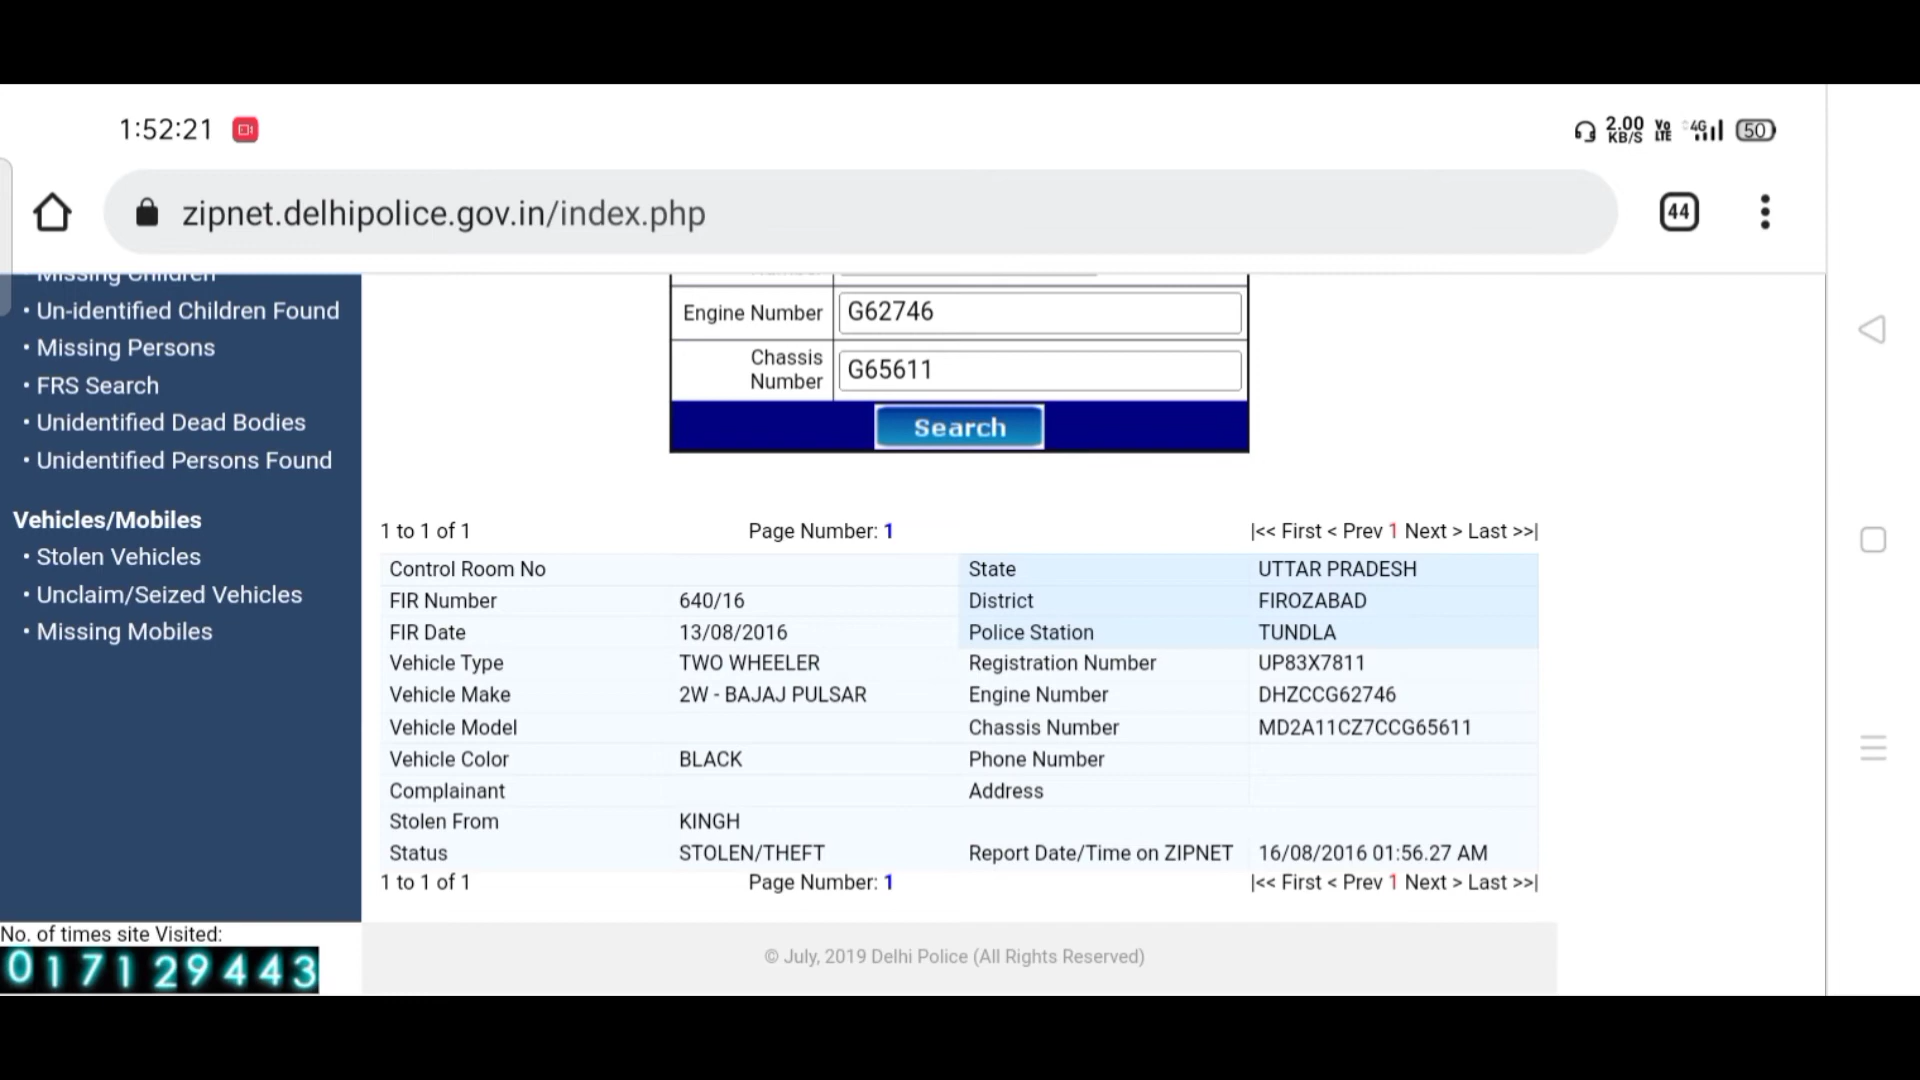 1:52:21 2.00 KB/S Vo LTE 4G 50
zipnet.delhipolice.gov.in/index.php 44
• Missing Children
• Un-identified Children Found
• Missing Persons
• FRS Search
• Unidentified Dead Bodies
• Unidentified Persons Found
Vehicles/Mobiles
• Stolen Vehicles
• Unclaim/Seized Vehicles
• Missing Mobiles
No. of times site Visited:
017129443
Engine Number G62746
Chassis Number G65611
Search
1 to 1 of 1 Page Number: 1 |<< First < Prev 1 Next > Last >>|
Control Room No State UTTAR PRADESH
FIR Number 640/16 District FIROZABAD
FIR Date 13/08/2016 Police Station TUNDLA
Vehicle Type TWO WHEELER Registration Number UP83X7811
Vehicle Make 2W - BAJAJ PULSAR Engine Number DHZCCG62746
Vehicle Model Chassis Number MD2A11CZ7CCG65611
Vehicle Color BLACK Phone Number
Complainant Address
Stolen From KINGH
Status STOLEN/THEFT Report Date/Time on ZIPNET 16/08/2016 01:56.27 AM
1 to 1 of 1 Page Number: 1 |<< First < Prev 1 Next > Last >>|
© July, 2019 Delhi Police (All Rights Reserved)